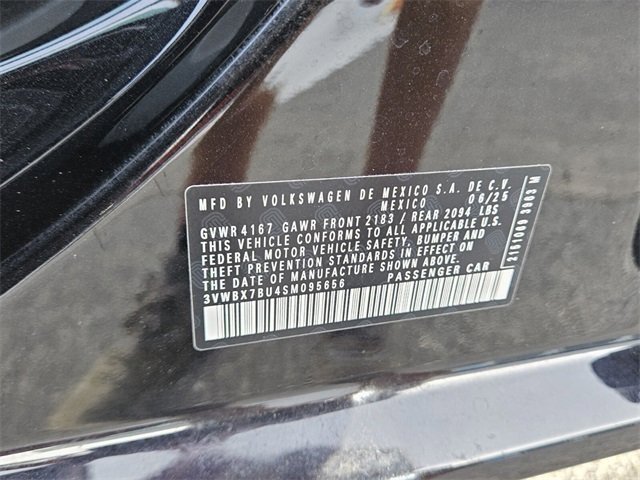 MFD BY VOLKSWAGEN DE MEXICO S.A. DE C.V.
MEXICO 06/25
GVWR 4167 GAWR FRONT 2183 / REAR 2094 LBS
THIS VEHICLE CONFORMS TO ALL APPLICABLE U.S.
FEDERAL MOTOR VEHICLE SAFETY, BUMPER AND
THEFT PREVENTION STANDARDS IN EFFECT ON
THE DATE OF MANUFACTURE SHOWN ABOVE.
3VWBX7BU4SM095656 PASSENGER CAR